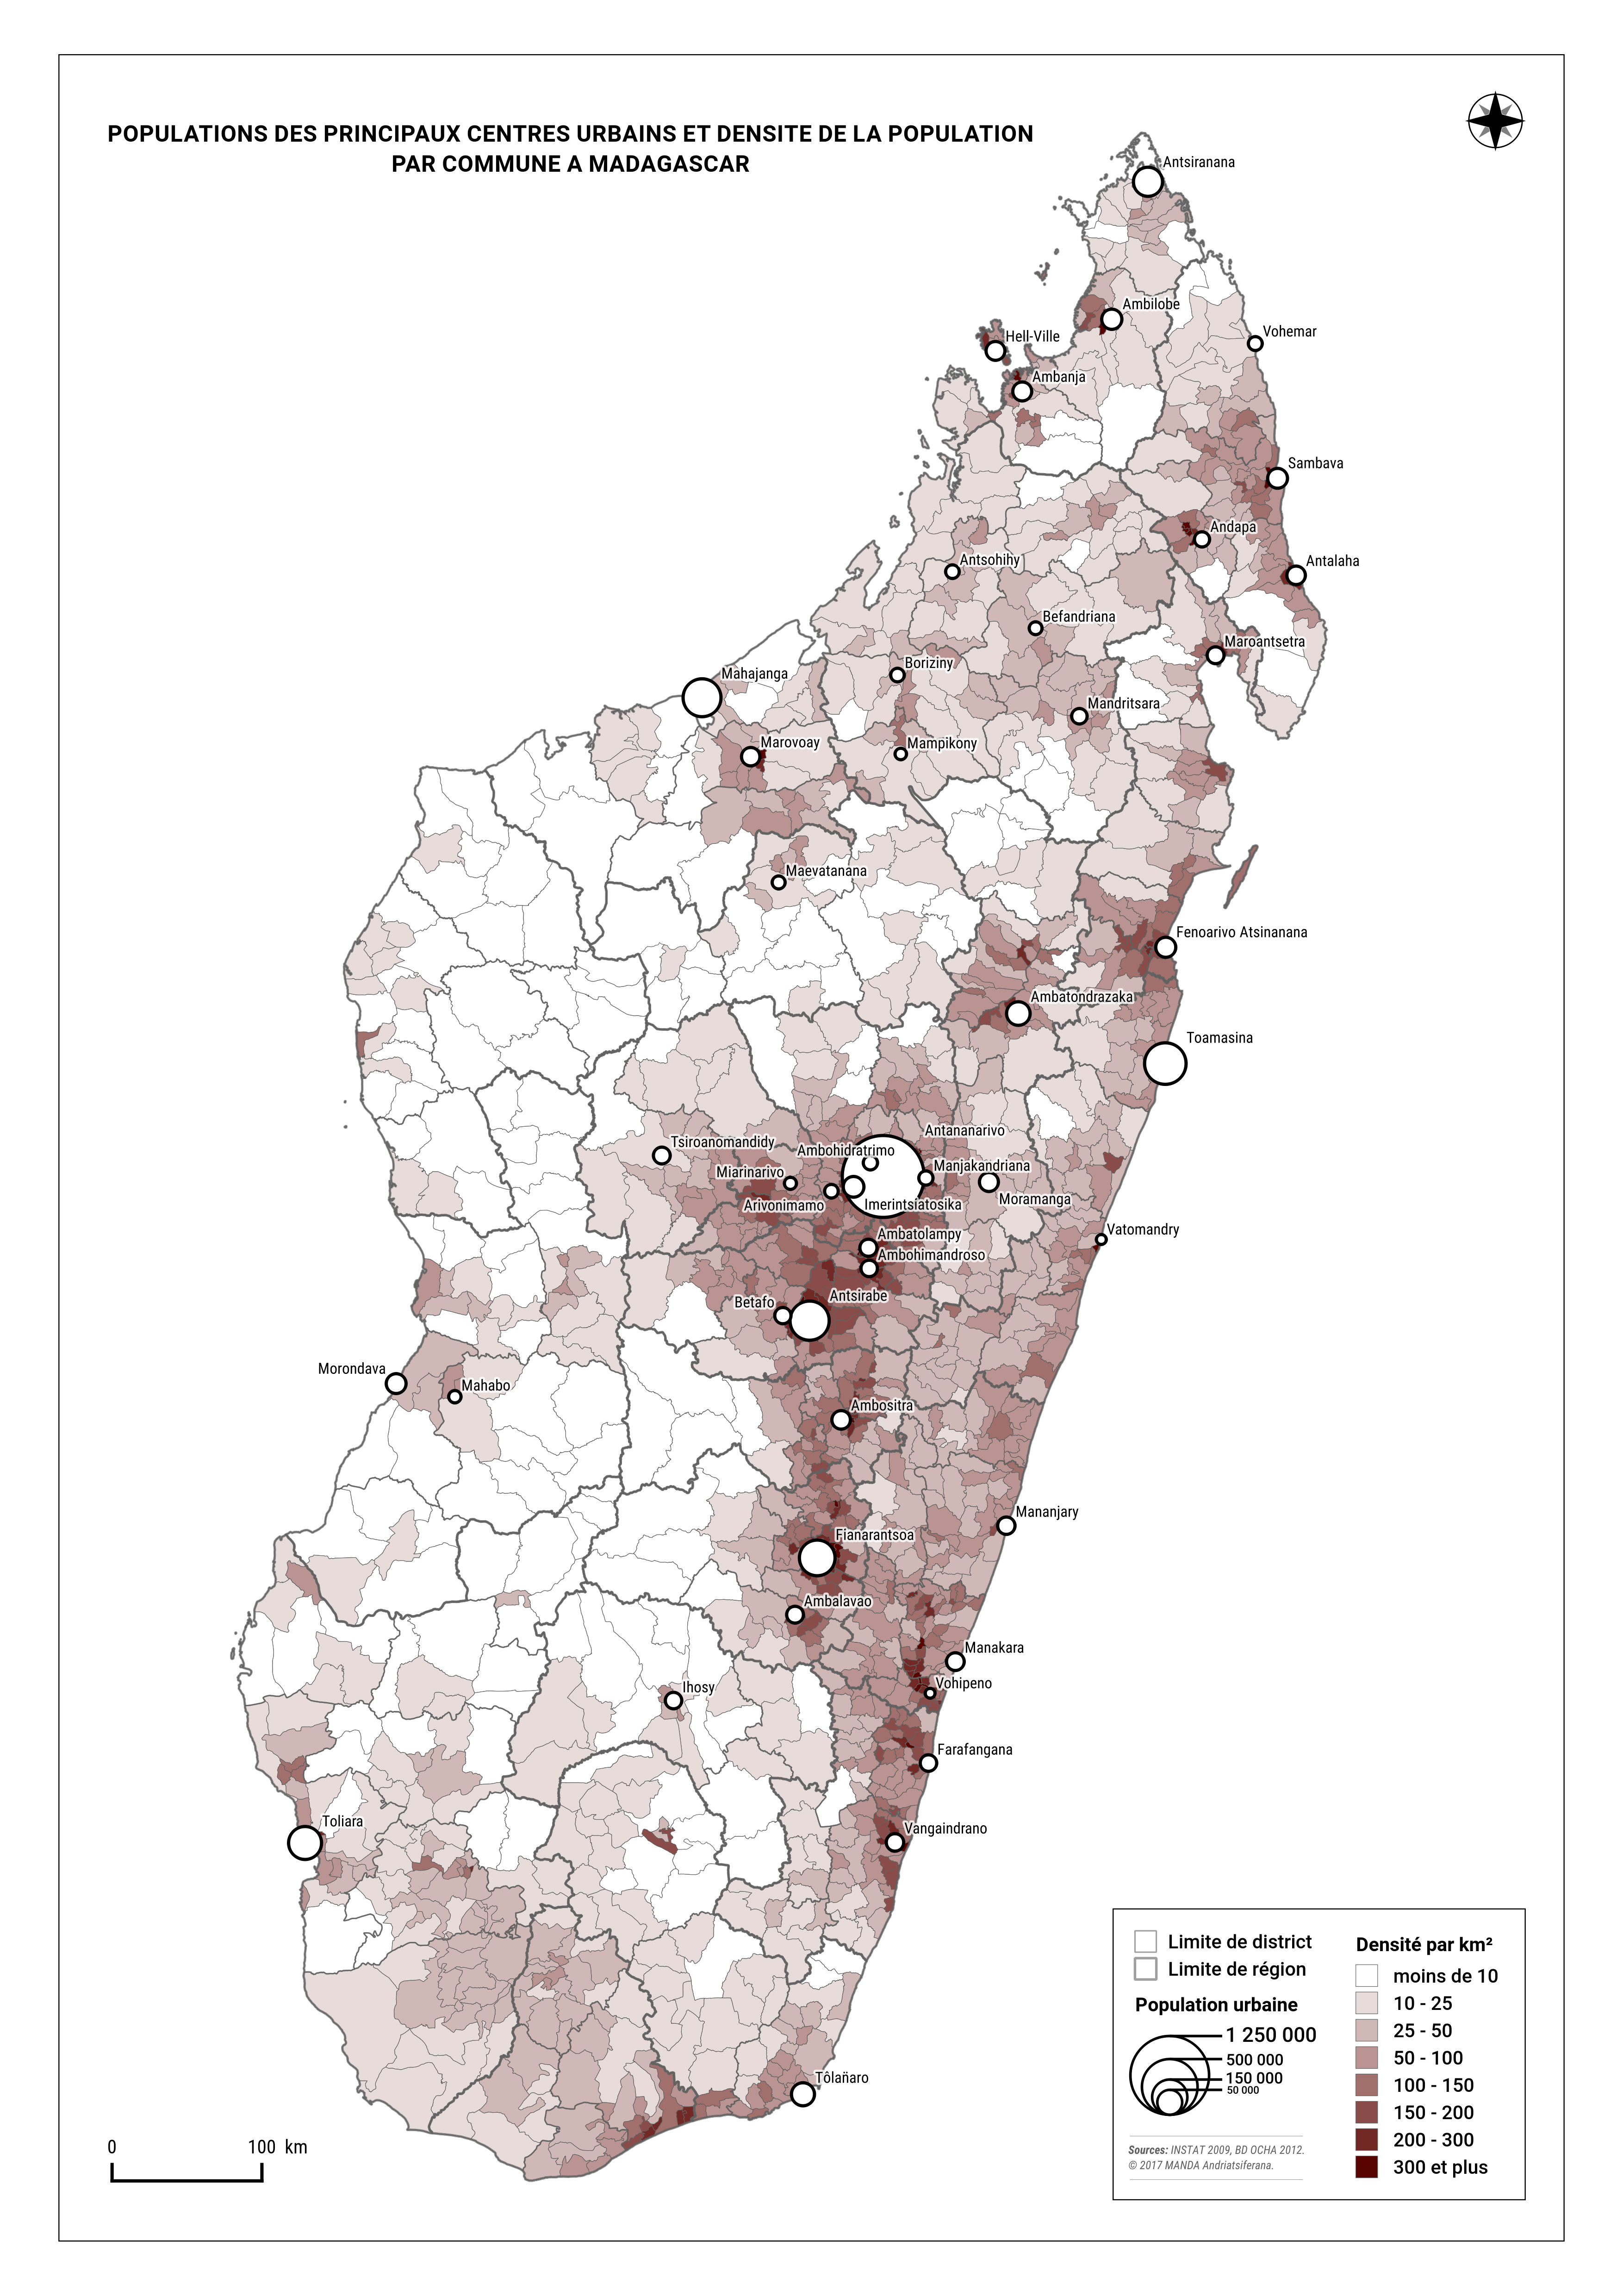 POPULATIONS DES PRINCIPAUX CENTRES URBAINS ET DENSITE DE LA POPULATION
PAR COMMUNE A MADAGASCAR
Antsiranana
Ambilobe
Vohemar
Hell-Ville
Ambanja
Sambava
Andapa
Antsohihy
Antalaha
Befandriana
Maroantsetra
Boriziny
Mahajanga
Mandritsara
Marovoay
Mampikony
Maevatanana
Fenoarivo Atsinanana
Ambatondrazaka
Toamasina
Antananarivo
Tsiroanomandidy
Ambohidratrimo
Manjakandriana
Miarinarivo
Moramanga
Arivonimamo
Imerintsiatosika
Vatomandry
Ambatolampy
Ambohimandroso
Antsirabe
Betafo
Morondava
Mahabo
Ambositra
Mananjary
Fianarantsoa
Ambalavao
Manakara
Vohipeno
Ihosy
Farafangana
Toliara
Vangaindrano
Tôlan̈aro
0 100 km
Limite de district
Limite de région
Population urbaine
1 250 000
500 000
150 000
50 000
Sources: INSTAT 2009, BD OCHA 2012.
© 2017 MANDA Andriatsiferana.
Densité par km²
moins de 10
10 - 25
25 - 50
50 - 100
100 - 150
150 - 200
200 - 300
300 et plus